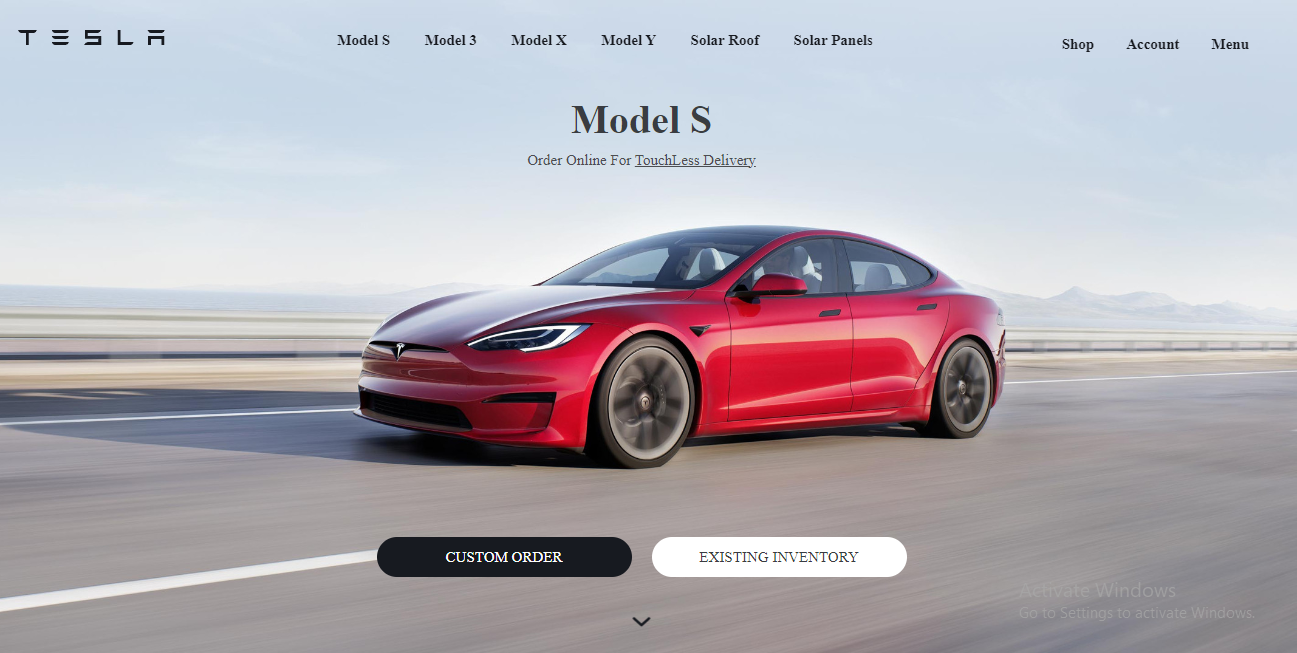 TESLA
Model S Model 3 Model X Model Y Solar Roof Solar Panels
Shop Account Menu
Model S
Order Online For TouchLess Delivery
CUSTOM ORDER
EXISTING INVENTORY
Activate Windows
Go to Settings to activate Windows.